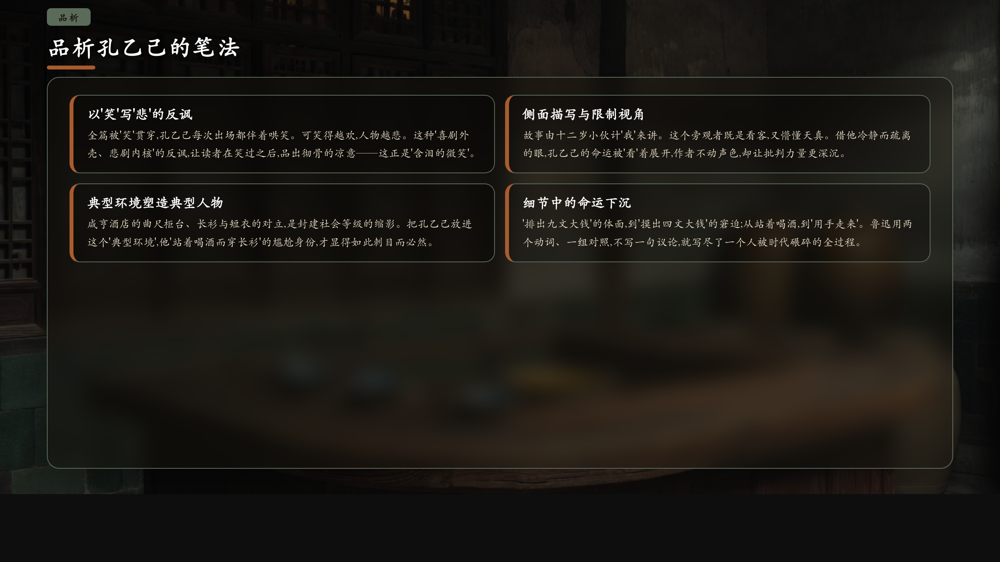 品析
品析孔乙己的笔法
以'笑'写'悲'的反讽
全篇被'笑'贯穿,孔乙己每次出场都伴着哄笑。可笑得越欢,人物越悲。这种'喜剧外
壳、悲剧内核'的反讽,让读者在笑过之后,品出彻骨的凉意——这正是'含泪的微笑'。
侧面描写与限制视角
故事由十二岁小伙计'我'来讲。这个旁观者既是看客,又懵懂天真。借他冷静而疏离
的眼,孔乙己的命运被'看'着展开,作者不动声色,却让批判力量更深沉。
典型环境塑造典型人物
咸亨酒店的曲尺柜台、长衫与短衣的对立,是封建社会等级的缩影。把孔乙己放进
这个'典型环境',他'站着喝酒而穿长衫'的尴尬身份,才显得如此刺目而必然。
细节中的命运下沉
'排出九文大钱'的体面,到'摸出四文大钱'的窘迫;从站着喝酒,到'用手走来'。鲁迅用两
个动词、一组对照,不写一句议论,就写尽了一个人被时代碾碎的全过程。